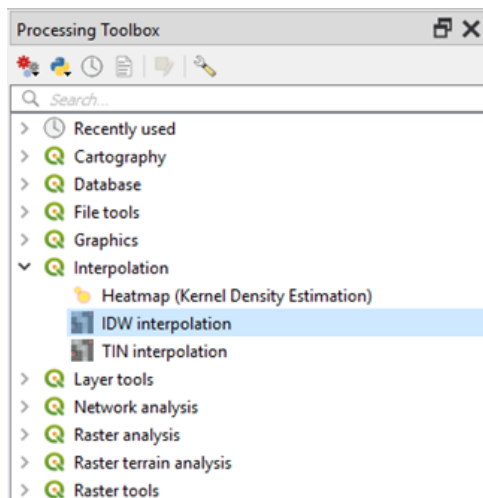 Processing Toolbox
Search...
Recently used
Cartography
Database
File tools
Graphics
Interpolation
Heatmap (Kernel Density Estimation)
IDW interpolation
TIN interpolation
Layer tools
Network analysis
Raster analysis
Raster terrain analysis
Raster tools